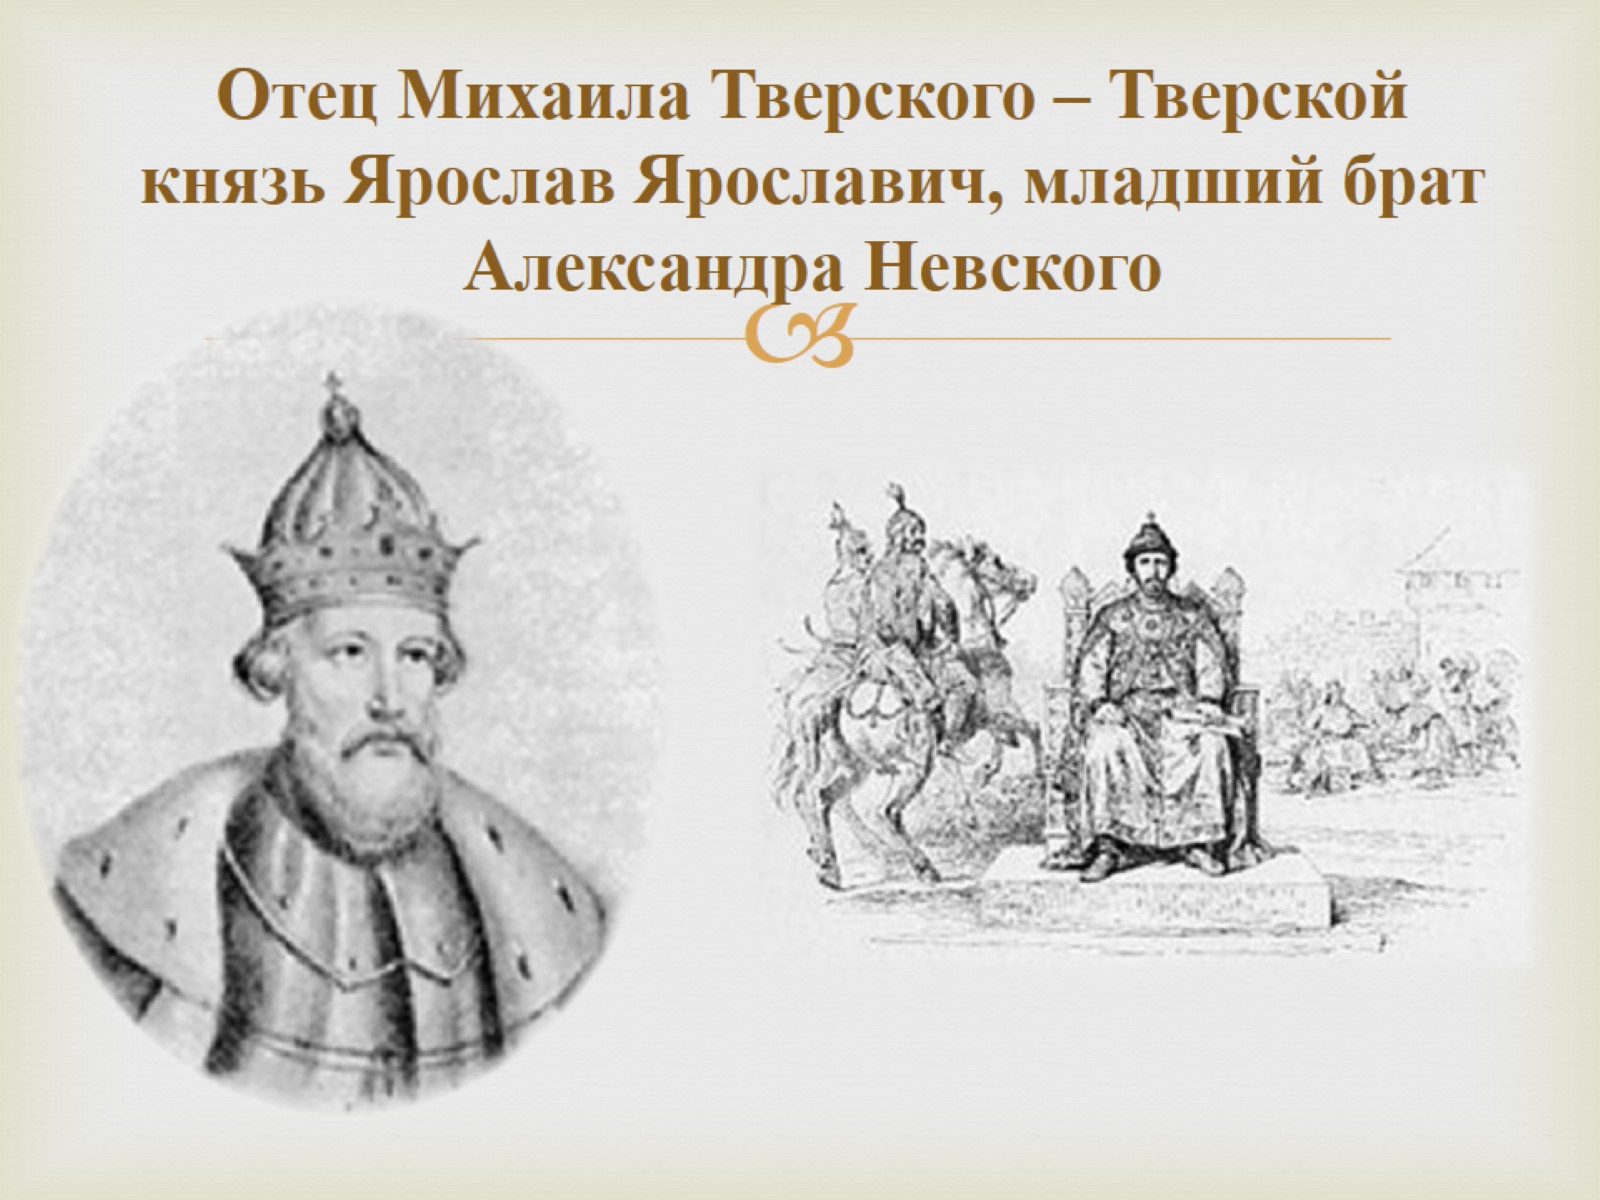 Отец Михаила Тверского – Тверской
князь Ярослав Ярославич, младший брат
Александра Невского